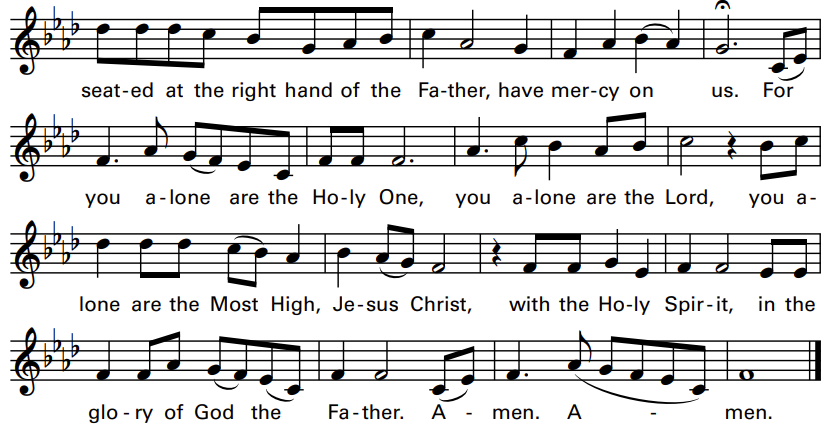 seat-ed at the right hand of the Fa-ther, have mer-cy on us. For
you a-lone are the Ho-ly One, you a-lone are the Lord, you a-
lone are the Most High, Je-sus Christ, with the Ho-ly Spir-it, in the
glo-ry of God the Fa-ther. A - men. A - men.